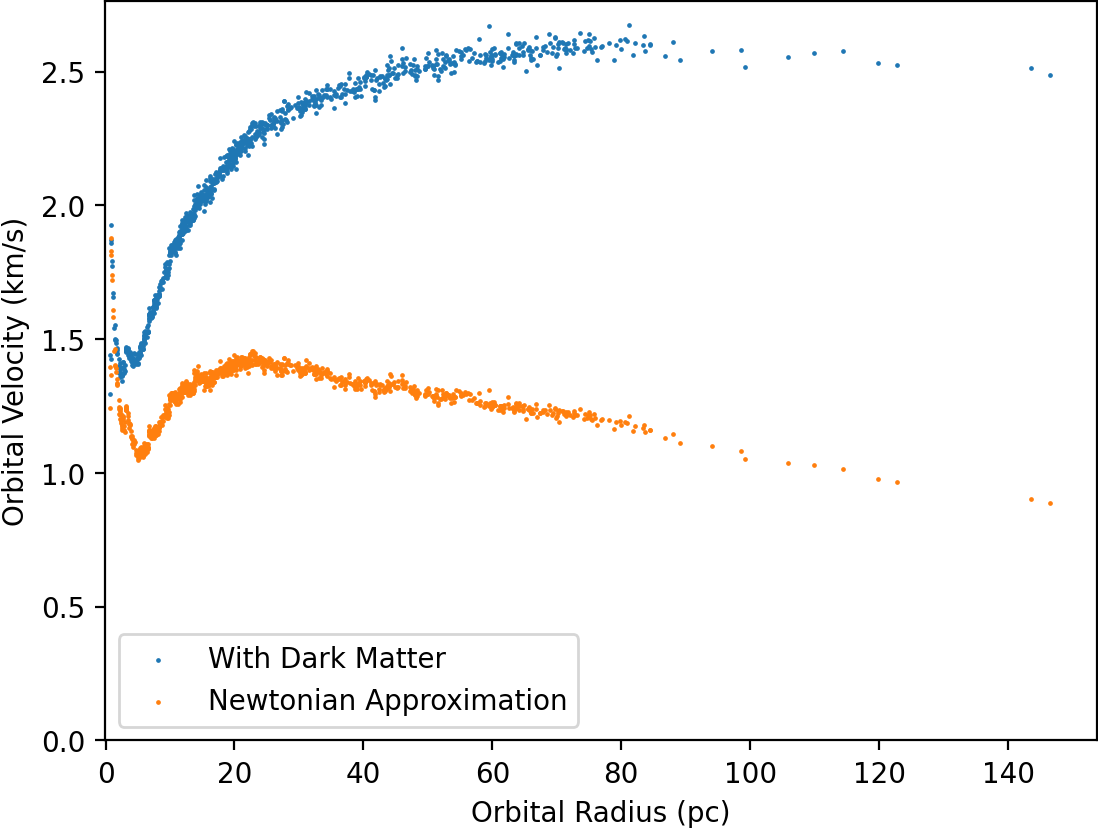 Orbital Velocity (km/s)
2.5
2.0
1.5
1.0
0.5
0.0
With Dark Matter
Newtonian Approximation
0 20 40 60 80 100 120 140
Orbital Radius (pc)